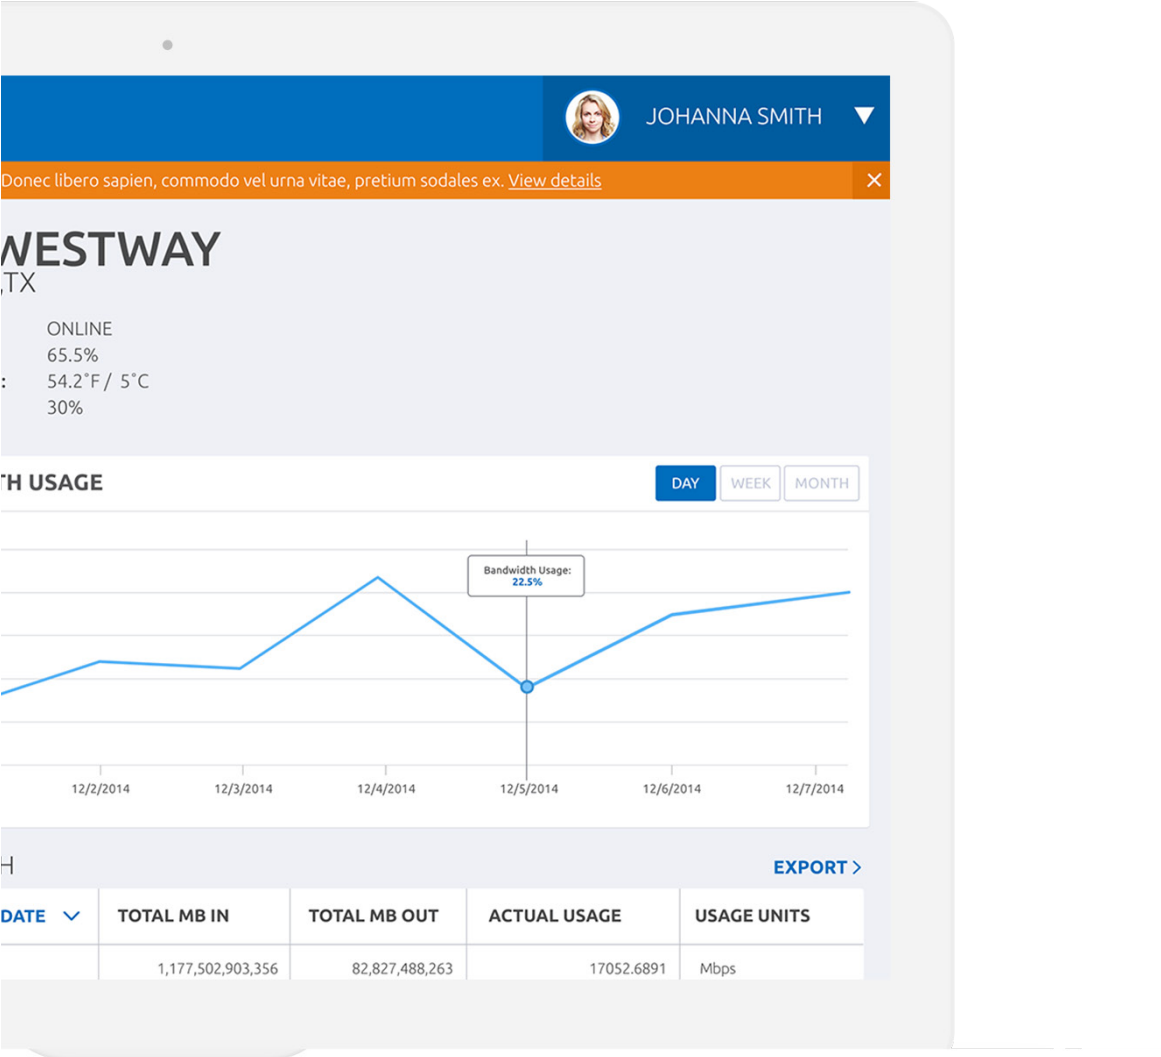 JOHANNA SMITH
Donec libero sapien, commodo vel urna vitae, pretium sodales ex. View details
WESTWAY
,TX
ONLINE
65.5%
: 54.2°F / 5°C
30%
TH USAGE
DAY WEEK MONTH
Bandwidth Usage:
22.5%
12/2/2014 12/3/2014 12/4/2014 12/5/2014 12/6/2014 12/7/2014
H
EXPORT
DATE TOTAL MB IN TOTAL MB OUT ACTUAL USAGE USAGE UNITS
1,177,502,903,356 82,827,488,263 17052.6891 Mbps